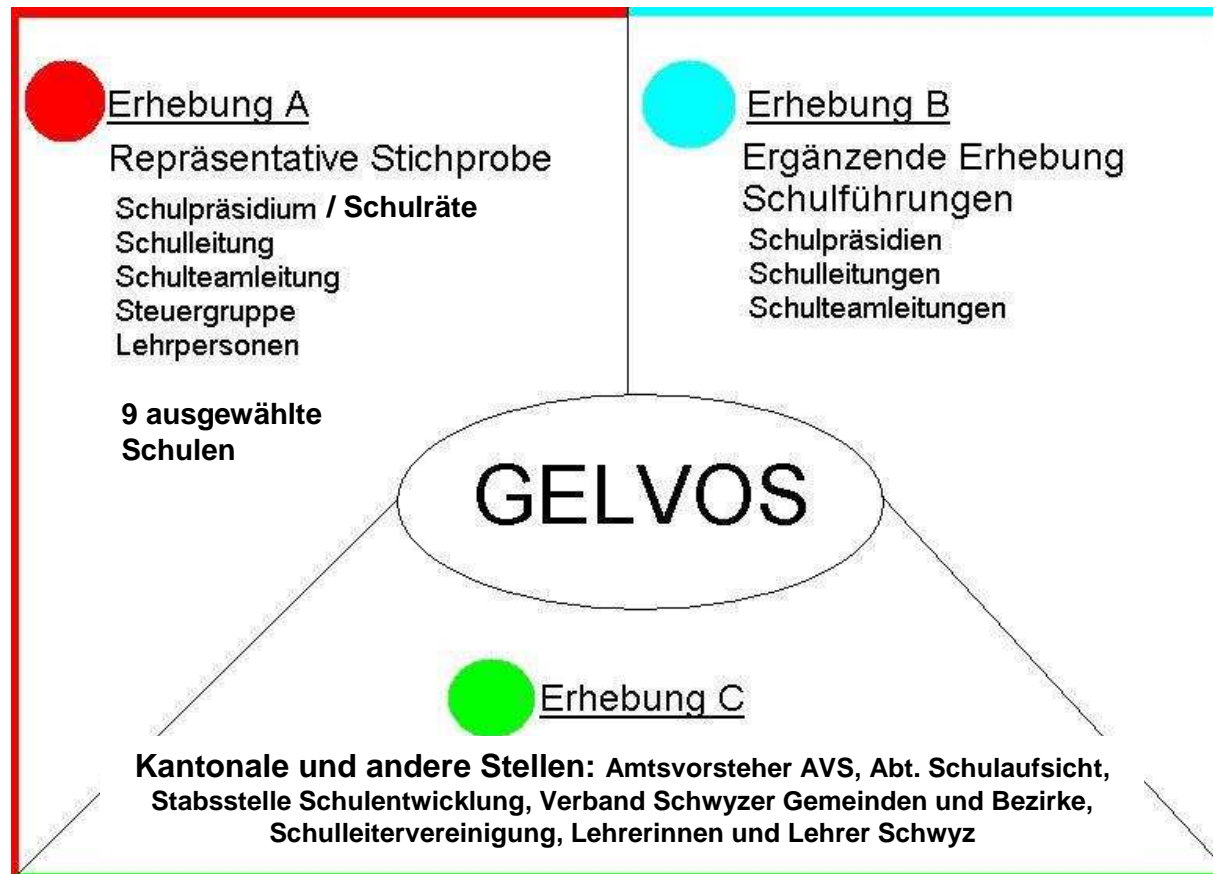 Erhebung A
Repräsentative Stichprobe
Schulpräsidium / Schulräte
Schulleitung
Schulteamleitung
Steuergruppe
Lehrpersonen
9 ausgewählte
Schulen
Erhebung B
Ergänzende Erhebung
Schulführungen
Schulpräsidien
Schulleitungen
Schulteamleitungen
GELVOS
Erhebung C
Kantonale und andere Stellen: Amtsvorsteher AVS, Abt. Schulaufsicht,
Stabsstelle Schulentwicklung, Verband Schwyzer Gemeinden und Bezirke,
Schulleitervereinigung, Lehrerinnen und Lehrer Schwyz